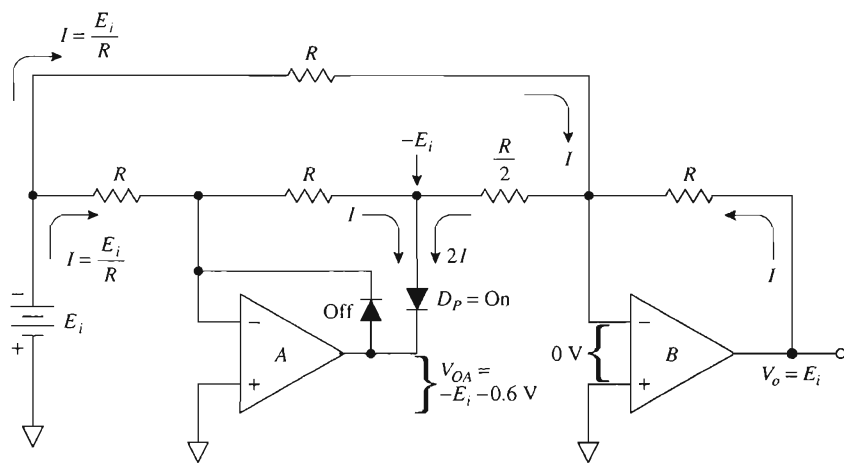 I = E_i / R
R
I
-E_i
R
R
R/2
R
I
2I
I
I = E_i / R
-
E_i
+
Off
D_P = On
-
A
+
V_OA =
-E_i -0.6 V
0 V
-
B
+
V_o = E_i